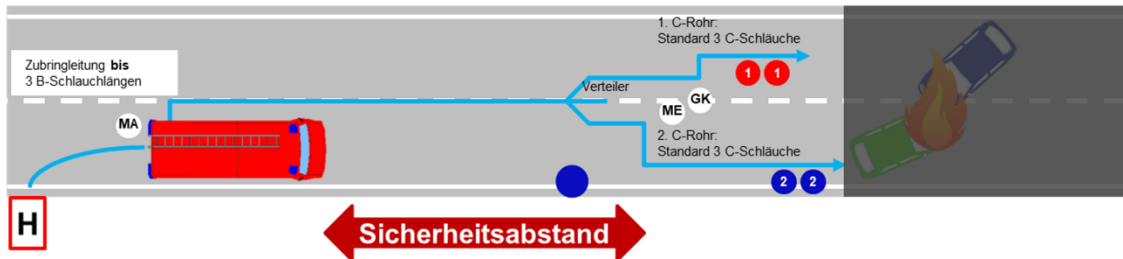 1. C-Rohr:
Standard 3 C-Schläuche
Zubringleitung bis
3 B-Schlauchlängen
1 1
Verteiler
GK
ME
MA
2. C-Rohr:
Standard 3 C-Schläuche
2 2
H
Sicherheitsabstand